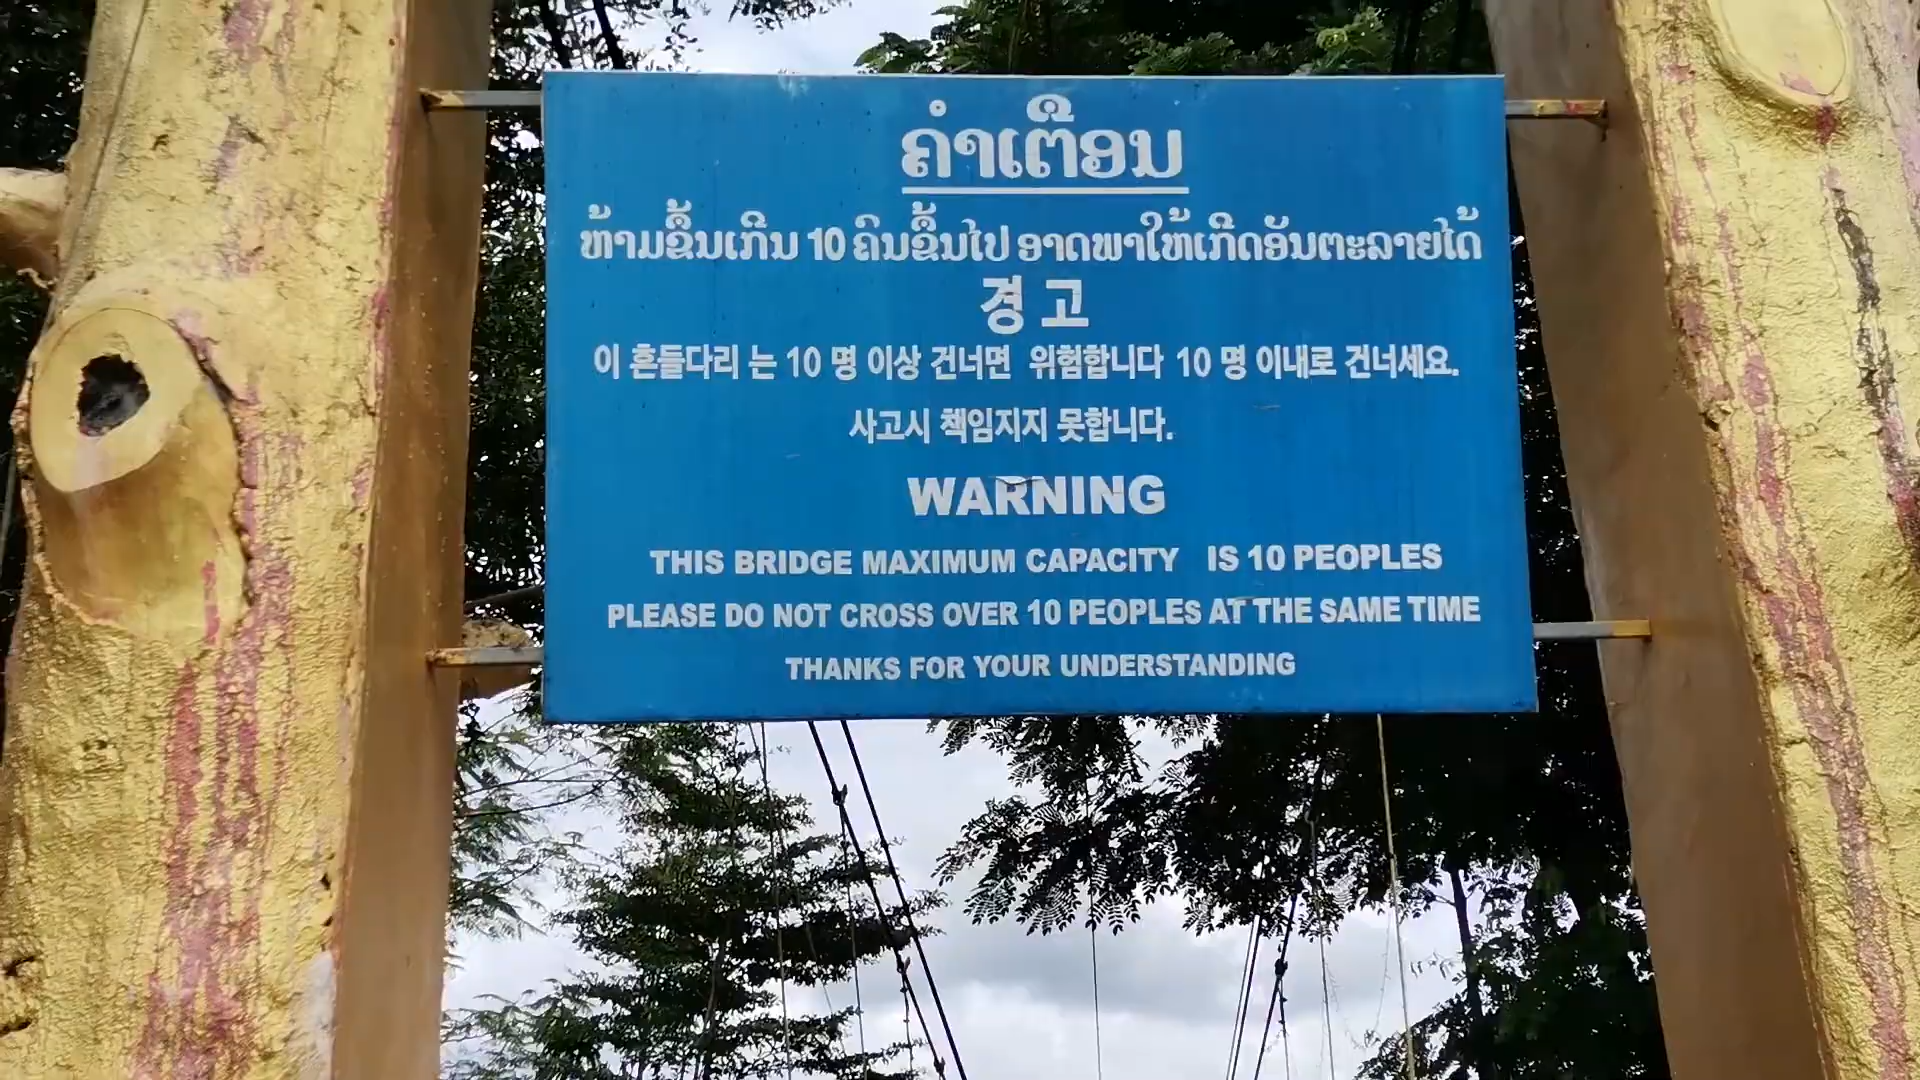 ຄຳເຕືອນ
ຫ້າມຂຶ້ນເກີນ 10 ຄົນຂຶ້ນໄປ ອາດພາໃຫ້ເກີດອັນຕະລາຍໄດ້
경 고
이 흔들다리 는 10 명 이상 건너면 위험합니다 10 명 이내로 건너세요.
사고시 책임지지 못합니다.
WARNING
THIS BRIDGE MAXIMUM CAPACITY IS 10 PEOPLES
PLEASE DO NOT CROSS OVER 10 PEOPLES AT THE SAME TIME
THANKS FOR YOUR UNDERSTANDING